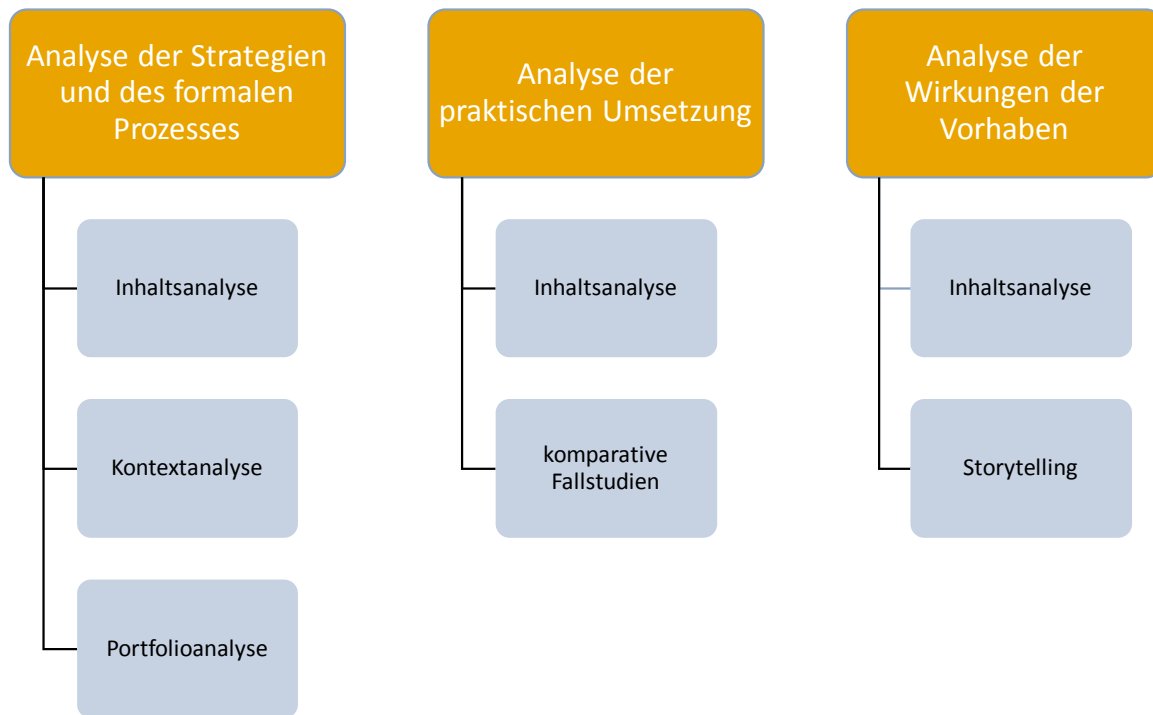 Analyse der Strategien
und des formalen
Prozesses
Inhaltsanalyse
Kontextanalyse
Portfolioanalyse
Analyse der
praktischen Umsetzung
Inhaltsanalyse
komparative
Fallstudien
Analyse der
Wirkungen der
Vorhaben
Inhaltsanalyse
Storytelling